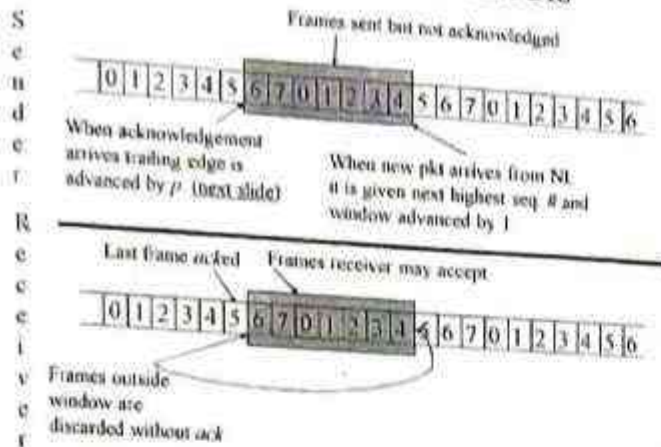 Sender
Frames sent but not acknowledged
0 1 2 3 4 5 6 7 0 1 2 3 4 5 6 7 0 1 2 3 4 5 6
When acknowledgement
arrives trailing edge is
advanced by p (next slide)
When new pkt arrives from NL
it is given next highest seq. # and
window advanced by 1
Receiver
Last frame acked
Frames receiver may accept
0 1 2 3 4 5 6 7 0 1 2 3 4 5 6 7 0 1 2 3 4 5 6
Frames outside
window are
discarded without ack